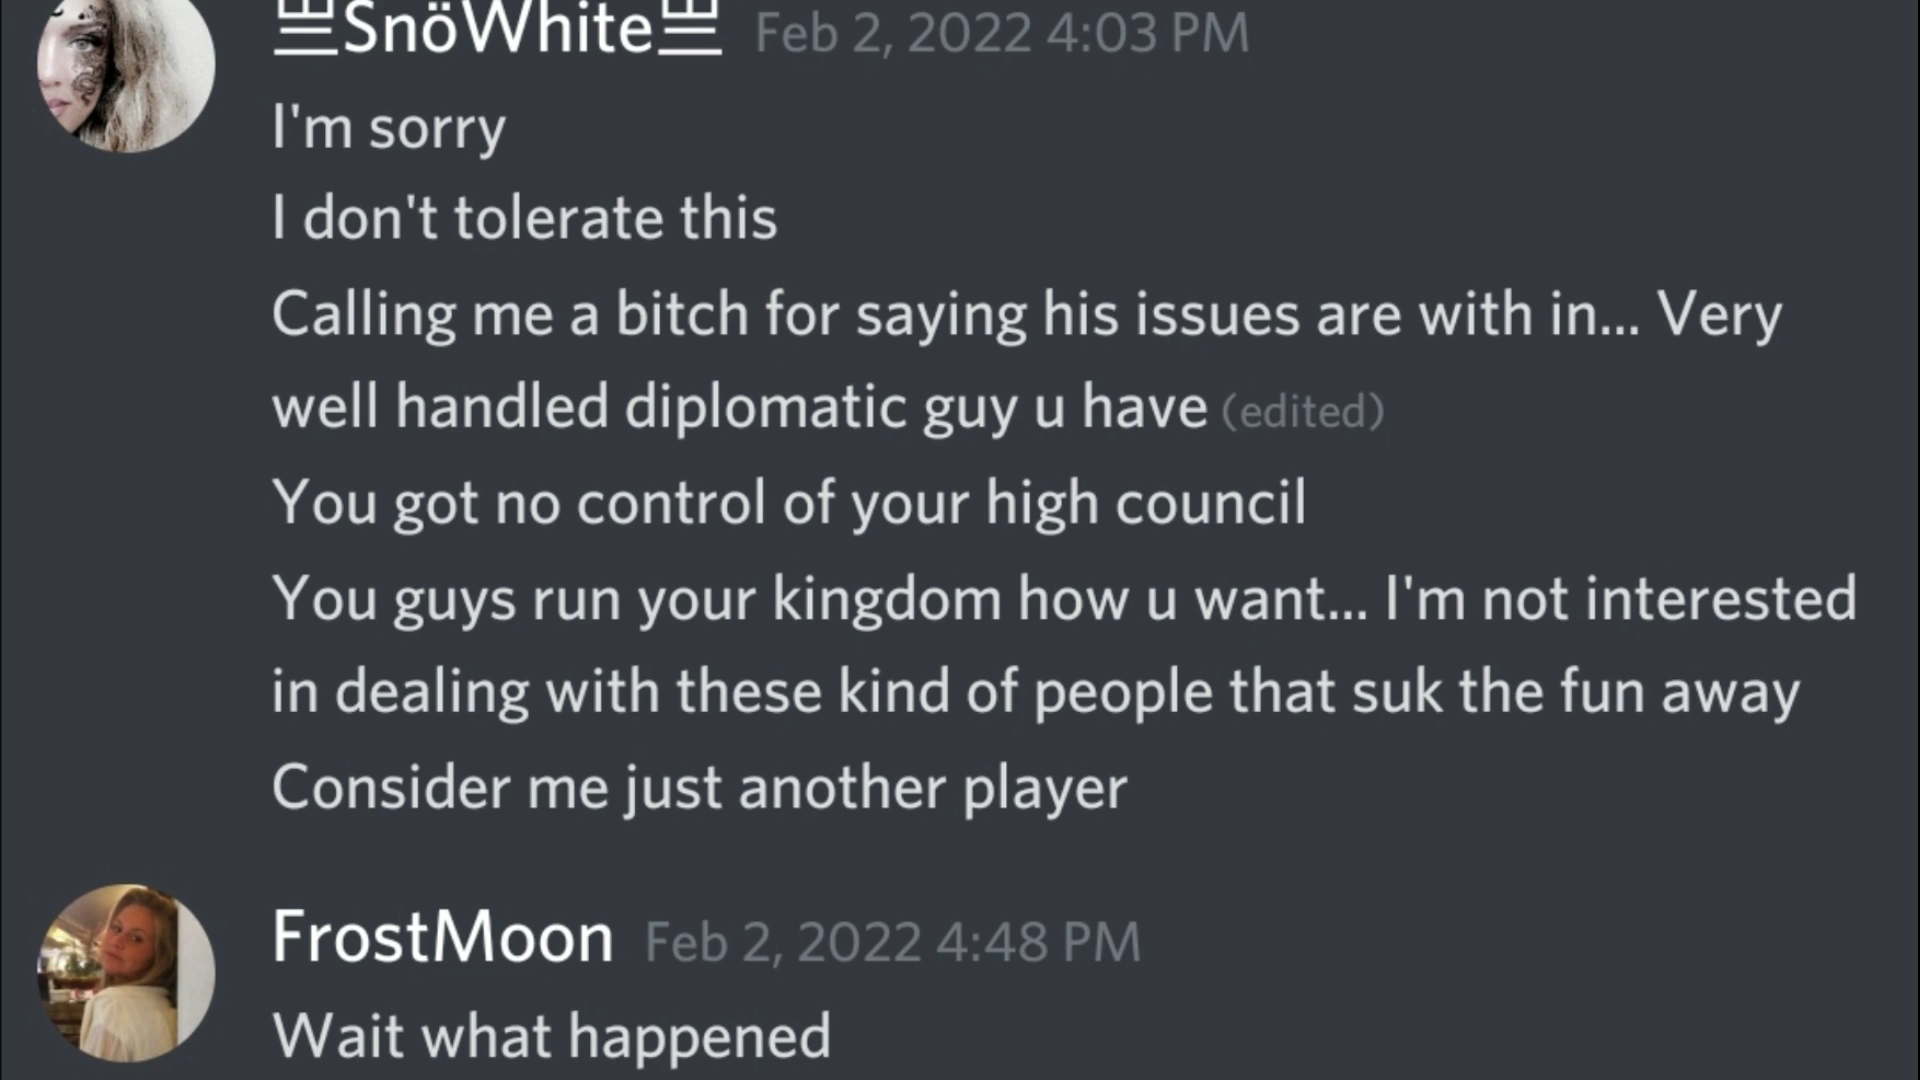 亖SnöWhite亖 Feb 2, 2022 4:03 PM
I'm sorry
I don't tolerate this
Calling me a bitch for saying his issues are with in... Very
well handled diplomatic guy u have (edited)
You got no control of your high council
You guys run your kingdom how u want... I'm not interested
in dealing with these kind of people that suk the fun away
Consider me just another player
FrostMoon Feb 2, 2022 4:48 PM
Wait what happened